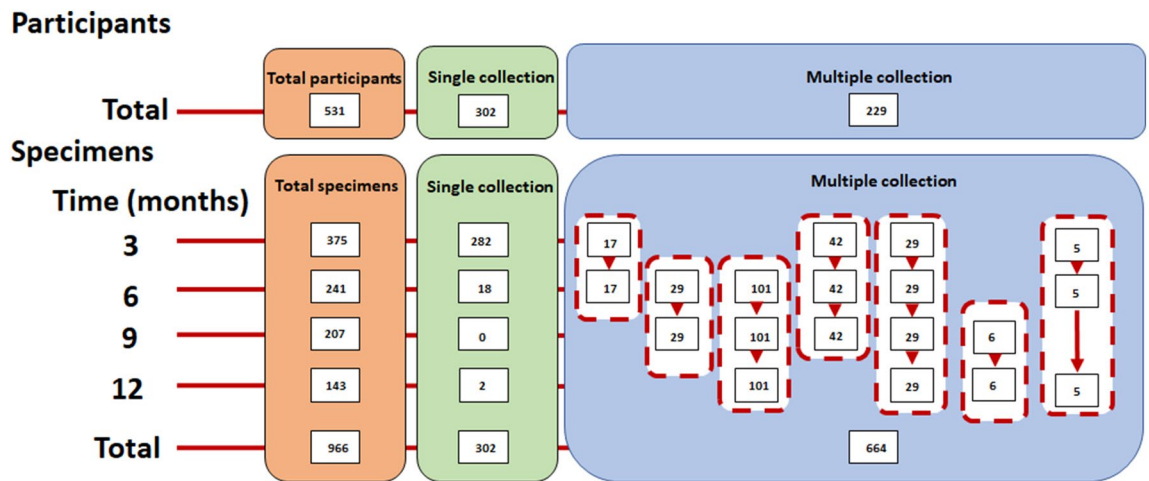 Participants
Total participants Single collection Multiple collection
Total 531 302 229
Specimens
Total specimens Single collection Multiple collection
Time (months)
3 375 282 17 42 29 5
6 241 18 17 29 101 42 29 5
9 207 0 29 101 42 29 6
12 143 2 101 29 6 5
Total 966 302 664